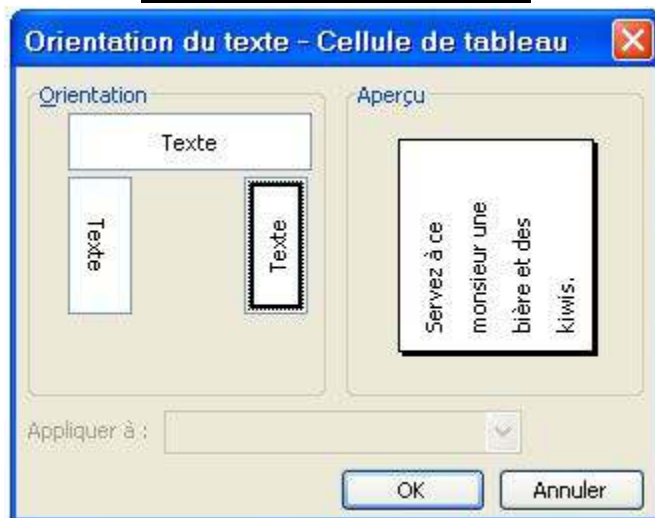 Orientation du texte - Cellule de tableau
Orientation
Aperçu
Texte
Texte
Texte
Servez à ce
monsieur une
bière et des
kiwis.
Appliquer à :
OK
Annuler